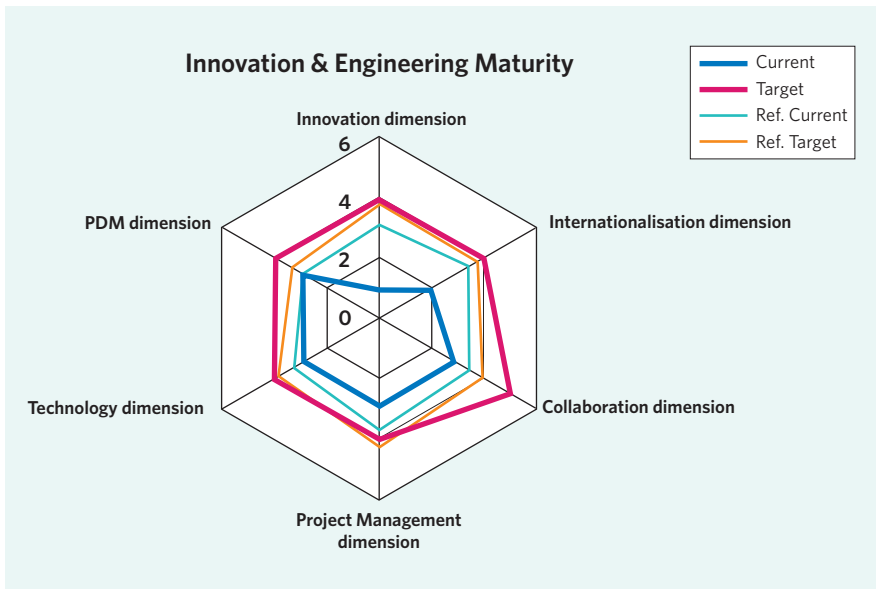 Innovation & Engineering Maturity
Current
Target
Ref. Current
Ref. Target
Innovation dimension
6
PDM dimension
4
Internationalisation dimension
2
0
Technology dimension
Collaboration dimension
Project Management
dimension